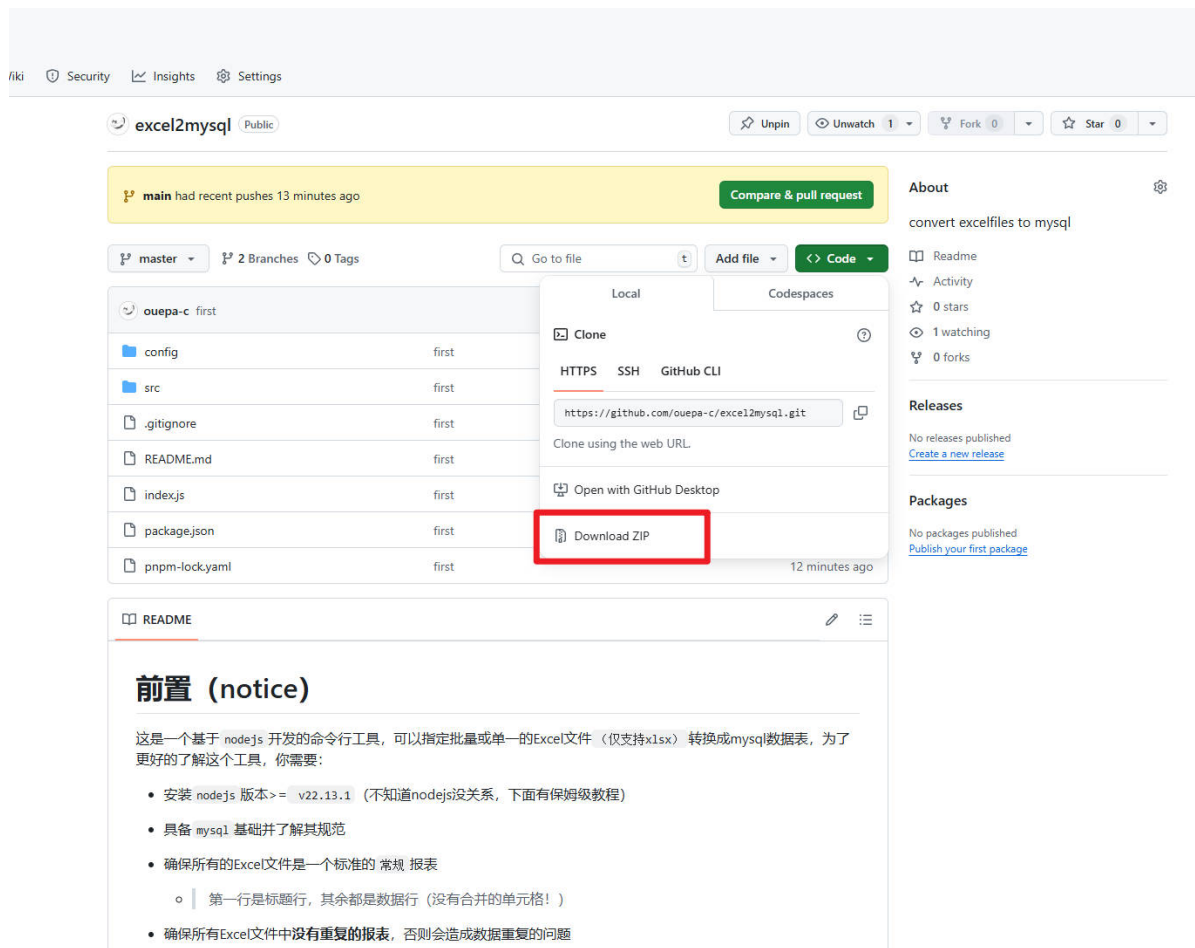 Security Insights Settings
excel2mysql Public Unpin Unwatch 1 Fork 0 Star 0
main had recent pushes 13 minutes ago Compare & pull request
master 2 Branches 0 Tags Go to file t Add file <> Code
Local Codespaces
ouepa-c first
Clone
config first
HTTPS SSH GitHub CLI
src first
https://github.com/ouepa-c/excel2mysql.git
.gitignore first
Clone using the web URL.
README.md first
index.js first
Open with GitHub Desktop
package.json first
Download ZIP
pnpm-lock.yaml first 12 minutes ago
About
convert excelfiles to mysql
Readme
Activity
0 stars
1 watching
0 forks
Releases
No releases published
Create a new release
Packages
No packages published
Publish your first package
README
前置（notice）
这是一个基于 nodejs 开发的命令行工具，可以指定批量或单一的Excel文件 （仅支持xlsx） 转换成mysql数据表，为了
更好的了解这个工具，你需要：
安装 nodejs 版本>= v22.13.1 （不知道nodejs没关系，下面有保姆级教程）
具备 mysql 基础并了解其规范
确保所有的Excel文件是一个标准的 常规 报表
第一行是标题行，其余都是数据行（没有合并的单元格！）
确保所有Excel文件中没有重复的报表，否则会造成数据重复的问题